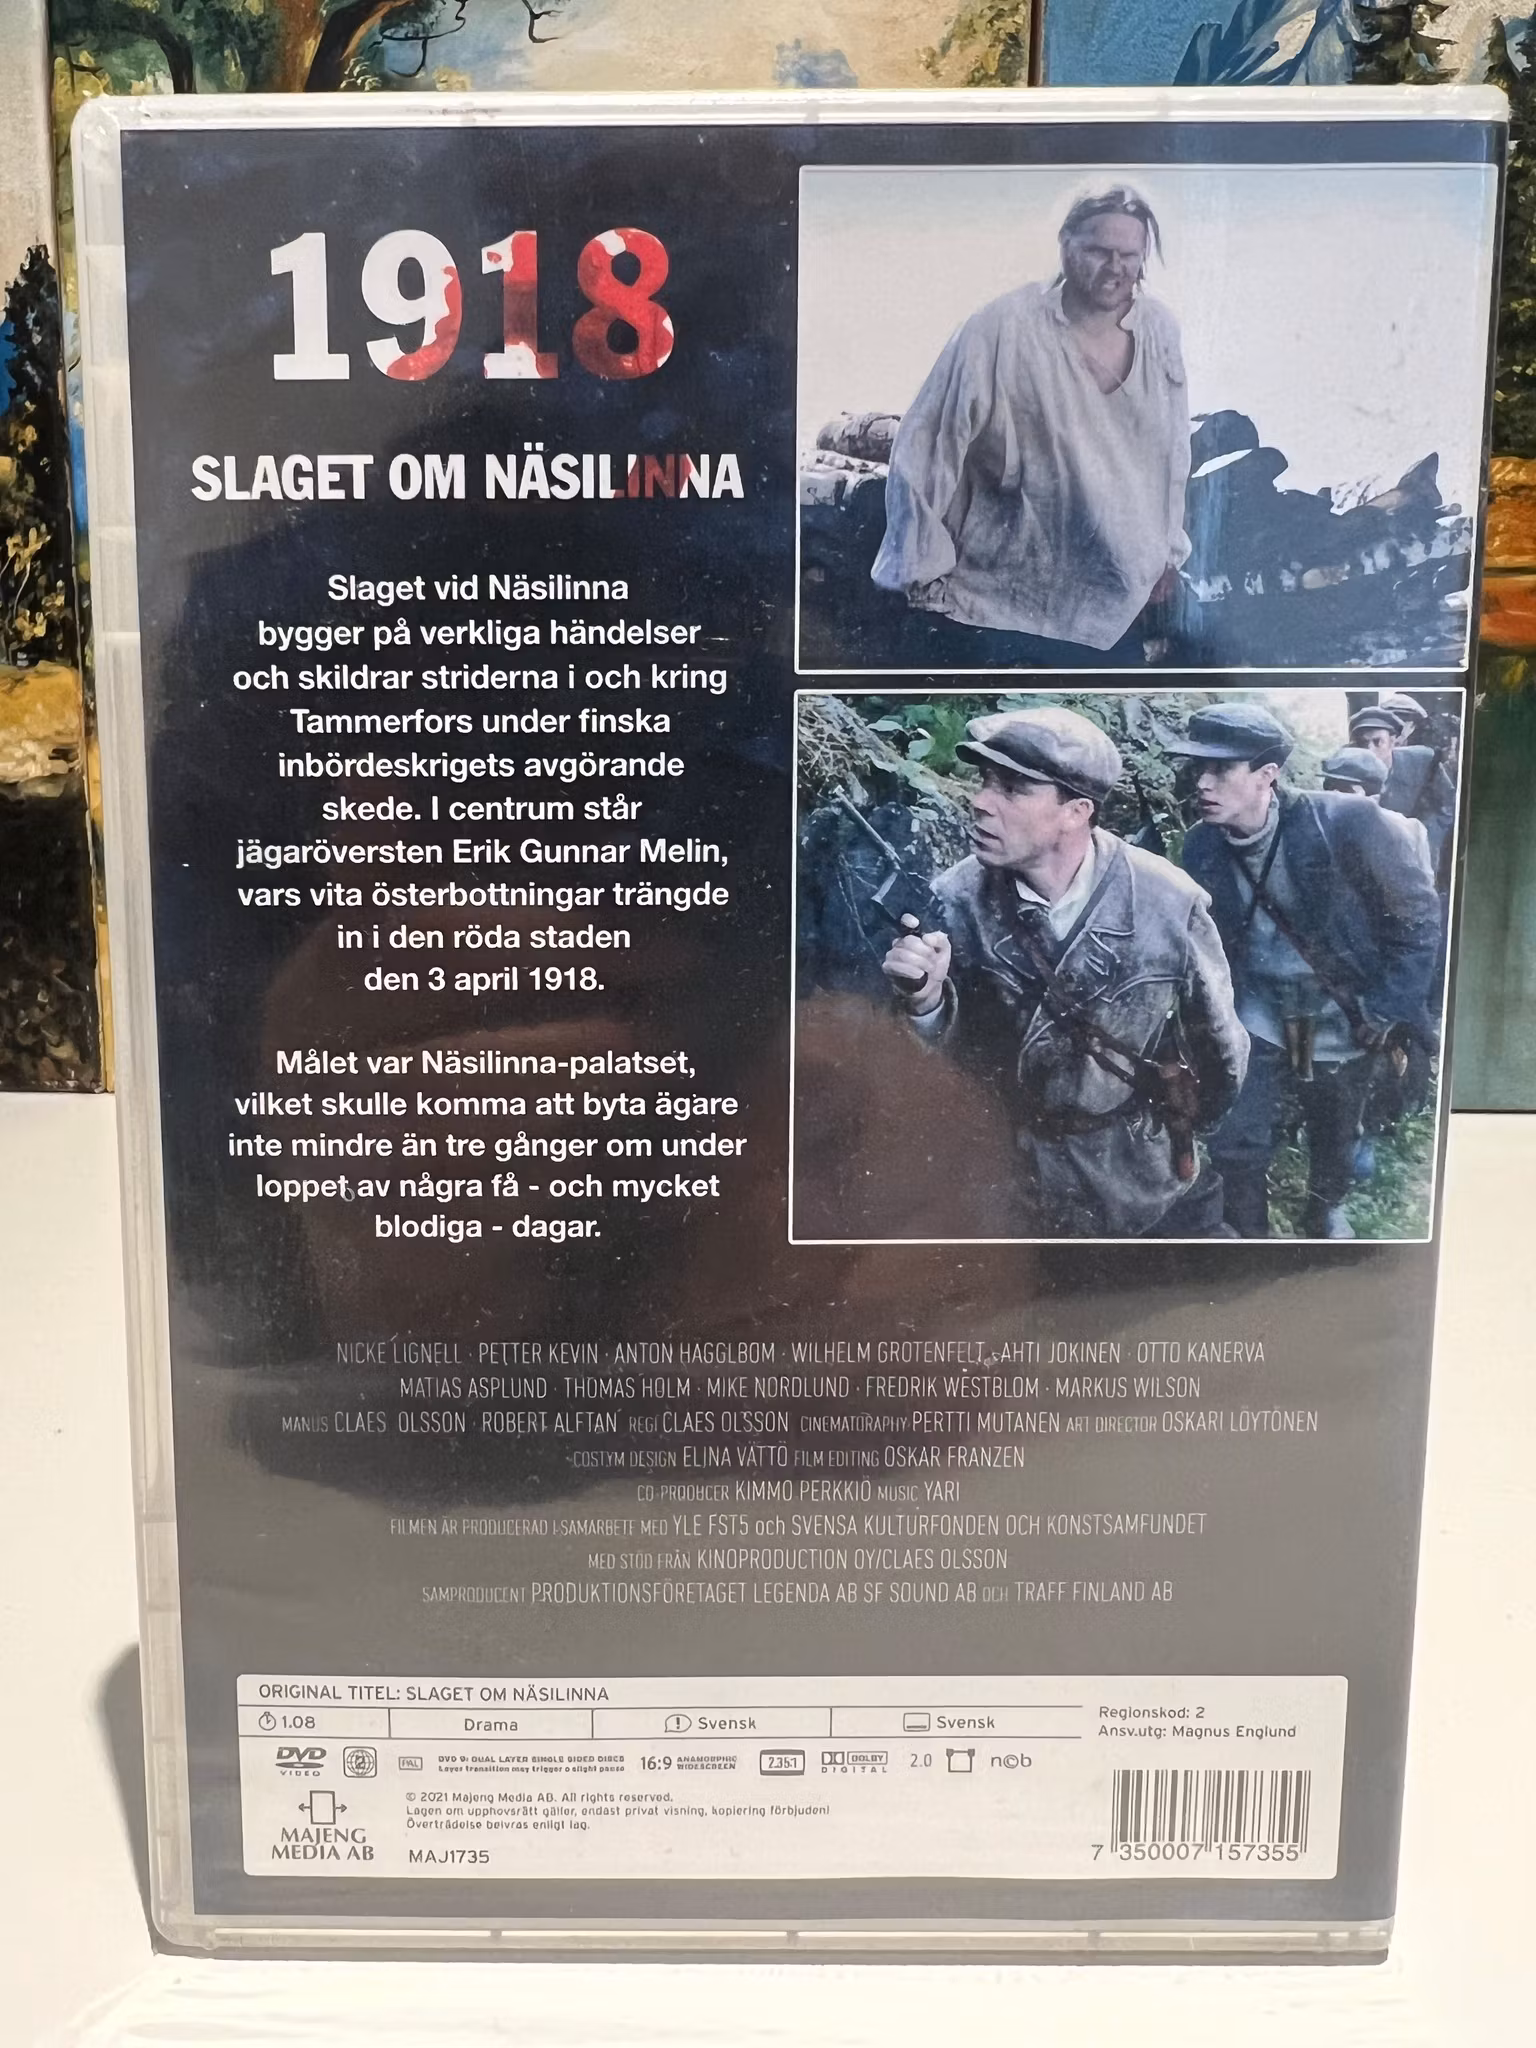 1918
SLAGET OM NÄSILINNA
Slaget vid Näsilinna
bygger på verkliga händelser
och skildrar striderna i och kring
Tammerfors under finska
inbördeskrigets avgörande
skede. I centrum står
jägaröversten Erik Gunnar Melin,
vars vita österbottningar trängde
in i den röda staden
den 3 april 1918.
Målet var Näsilinna-palatset,
vilket skulle komma att byta ägare
inte mindre än tre gånger om under
loppet av några få - och mycket
blodiga - dagar.
NICKE LIGNELL · PETTER KEVIN · ANTON HÄGGLBOM · WILHELM GROTENFELT · AHTI JOKINEN · OTTO KANERVA
MATIAS ASPLUND · THOMAS HOLM · MIKE NORDLUND · FREDRIK WESTBLOM · MARKUS WILSON
MANUS CLAES OLSSON · ROBERT ALFTAN REGI CLAES OLSSON CINEMATORAPHY PERTTI MUTANEN ART DIRECTOR OSKARI LÖYTÖNEN
COSTYM DESIGN ELINA VÄTTÖ FILM EDITING OSKAR FRANZEN
CO-PRODUCER KIMMO PERKKIÖ MUSIC YARI
FILMEN ÄR PRODUCERAD I SAMARBETE MED YLE FST5 och SVENSA KULTURFONDEN OCH KONSTSAMFUNDET
MED STÖD FRÅN KINOPRODUCTION OY/CLAES OLSSON
SAMPRODUCENT PRODUKTIONSFÖRETAGET LEGENDA AB SF SOUND AB OCH TRAFF FINLAND AB
ORIGINAL TITEL: SLAGET OM NÄSILINNA
1.08 Drama Svensk Svensk
Regionskod: 2
Ansv.utg: Magnus Englund
DVD VIDEO 2 PAL DVD 9: DUAL LAYER SINGLE SIDED DISCS
Layer transition may trigger a slight pause
16:9 ANAMORPHIC WIDESCREEN 2.35:1 DOLBY DIGITAL 2.0 n©b
© 2021 Majeng Media AB. All rights reserved.
Lagen om upphovsrätt gäller, endast privat visning, kopiering förbjuden!
Överträdelse beivras enligt lag.
MAJENG
MEDIA AB
MAJ1735
7 350007 157355